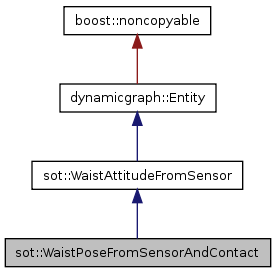 boost::noncopyable
dynamicgraph::Entity
sot::WaistAttitudeFromSensor
sot::WaistPoseFromSensorAndContact